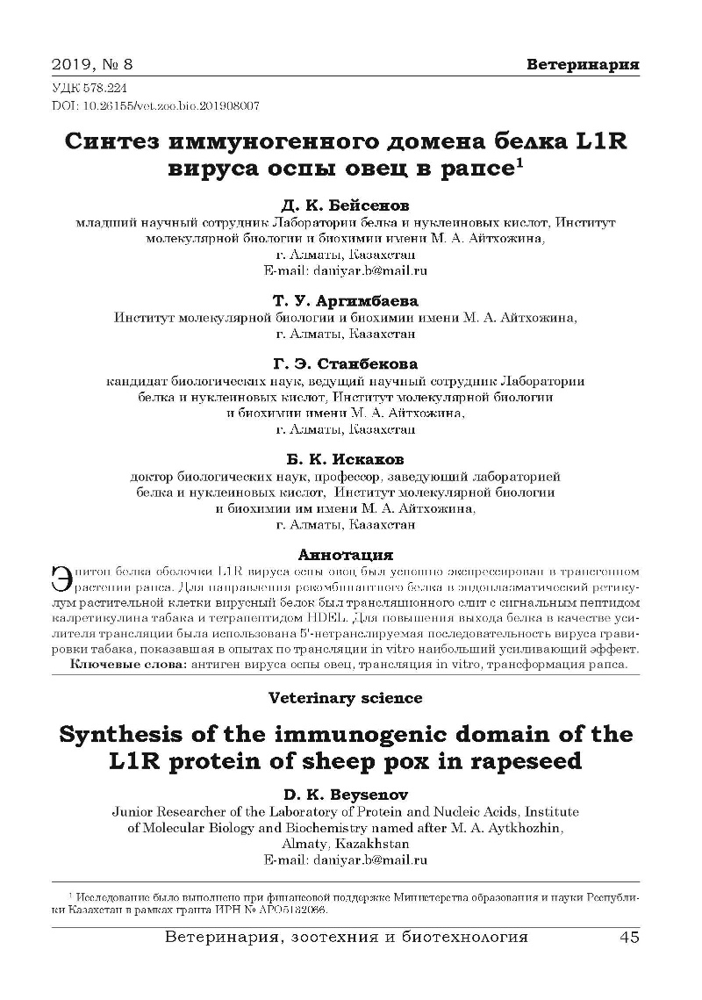 2019, № 8 Ветеринария
УДК 578.224
DOI: 10.26155/vet.zoo.bio.201908007
Синтез иммуногенного домена белка L1R
вируса оспы овец в рапсе¹
Д. К. Бейсенов
младший научный сотрудник Лаборатории белка и нуклеиновых кислот, Институт
молекулярной биологии и биохимии имени М. А. Айтхожина,
г. Алматы, Казахстан
E-mail: daniyar.b@mail.ru
Т. У. Аргимбаева
Институт молекулярной биологии и биохимии имени М. А. Айтхожина,
г. Алматы, Казахстан
Г. Э. Станбекова
кандидат биологических наук, ведущий научный сотрудник Лаборатории
белка и нуклеиновых кислот, Институт молекулярной биологии
и биохимии имени М. А. Айтхожина,
г. Алматы, Казахстан
Б. К. Искаков
доктор биологических наук, профессор, заведующий лабораторией
белка и нуклеиновых кислот, Институт молекулярной биологии
и биохимии им имени М. А. Айтхожина,
г. Алматы, Казахстан
Аннотация
Эпитоп белка оболочки L1R вируса оспы овец был успешно экспрессирован в трансгенном
растении рапса. Для направления рекомбинантного белка в эндоплазматический ретику-
лум растительной клетки вирусный белок был трансляционного слит с сигнальным пептидом
калретикулина табака и тетрапептидом HDEL. Для повышения выхода белка в качестве уси-
лителя трансляции была использована 5'-нетранслируемая последовательность вируса грави-
ровки табака, показавшая в опытах по трансляции in vitro наибольший усиливающий эффект.
Ключевые слова: антиген вируса оспы овец, трансляция in vitro, трансформация рапса.
Veterinary science
Synthesis of the immunogenic domain of the
L1R protein of sheep pox in rapeseed
D. K. Beysenov
Junior Researcher of the Laboratory of Protein and Nucleic Acids, Institute
of Molecular Biology and Biochemistry named after M. A. Aytkhozhin,
Almaty, Kazakhstan
E-mail: daniyar.b@mail.ru
¹ Исследование было выполнено при финансовой поддержке Министерства образования и науки Республи-
ки Казахстан в рамках гранта ИРН № АРО5132066.
Ветеринария, зоотехния и биотехнология 45